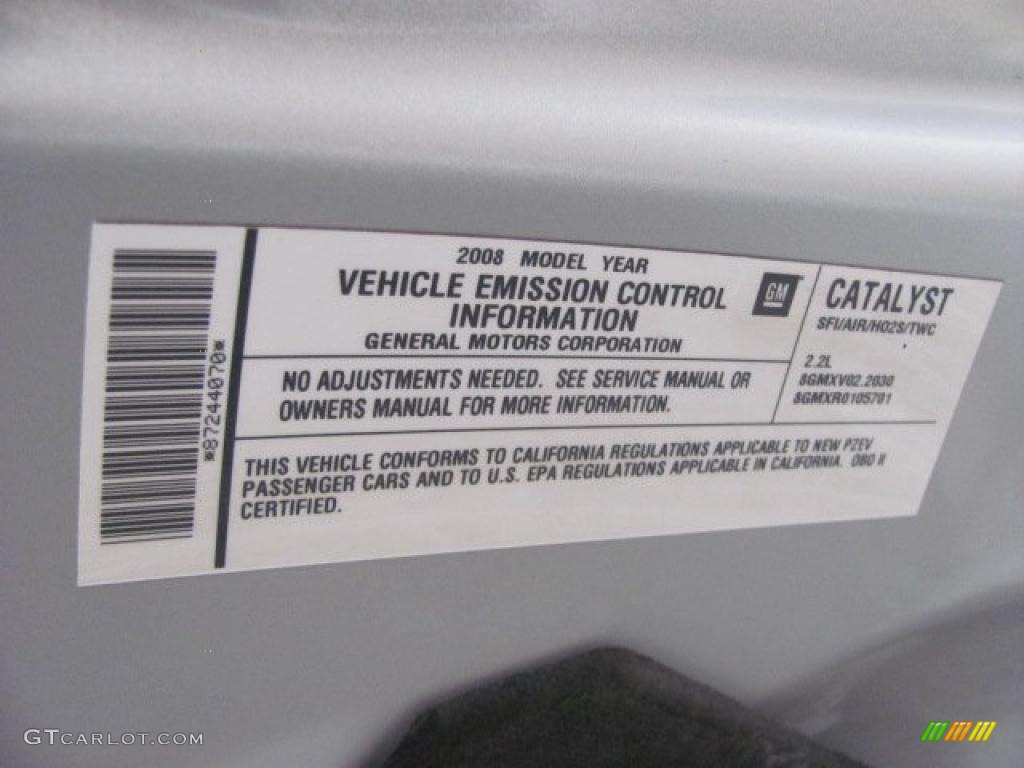 *87244070*
2008 MODEL YEAR
VEHICLE EMISSION CONTROL
INFORMATION
GENERAL MOTORS CORPORATION
GM
CATALYST
SFI/AIR/HO2S/TWC
2.2L
8GMXV02.2030
8GMXR0105701
NO ADJUSTMENTS NEEDED. SEE SERVICE MANUAL OR
OWNERS MANUAL FOR MORE INFORMATION.
THIS VEHICLE CONFORMS TO CALIFORNIA REGULATIONS APPLICABLE TO NEW PZEV
PASSENGER CARS AND TO U.S. EPA REGULATIONS APPLICABLE IN CALIFORNIA. OBD II
CERTIFIED.
GTCARLOT.COM